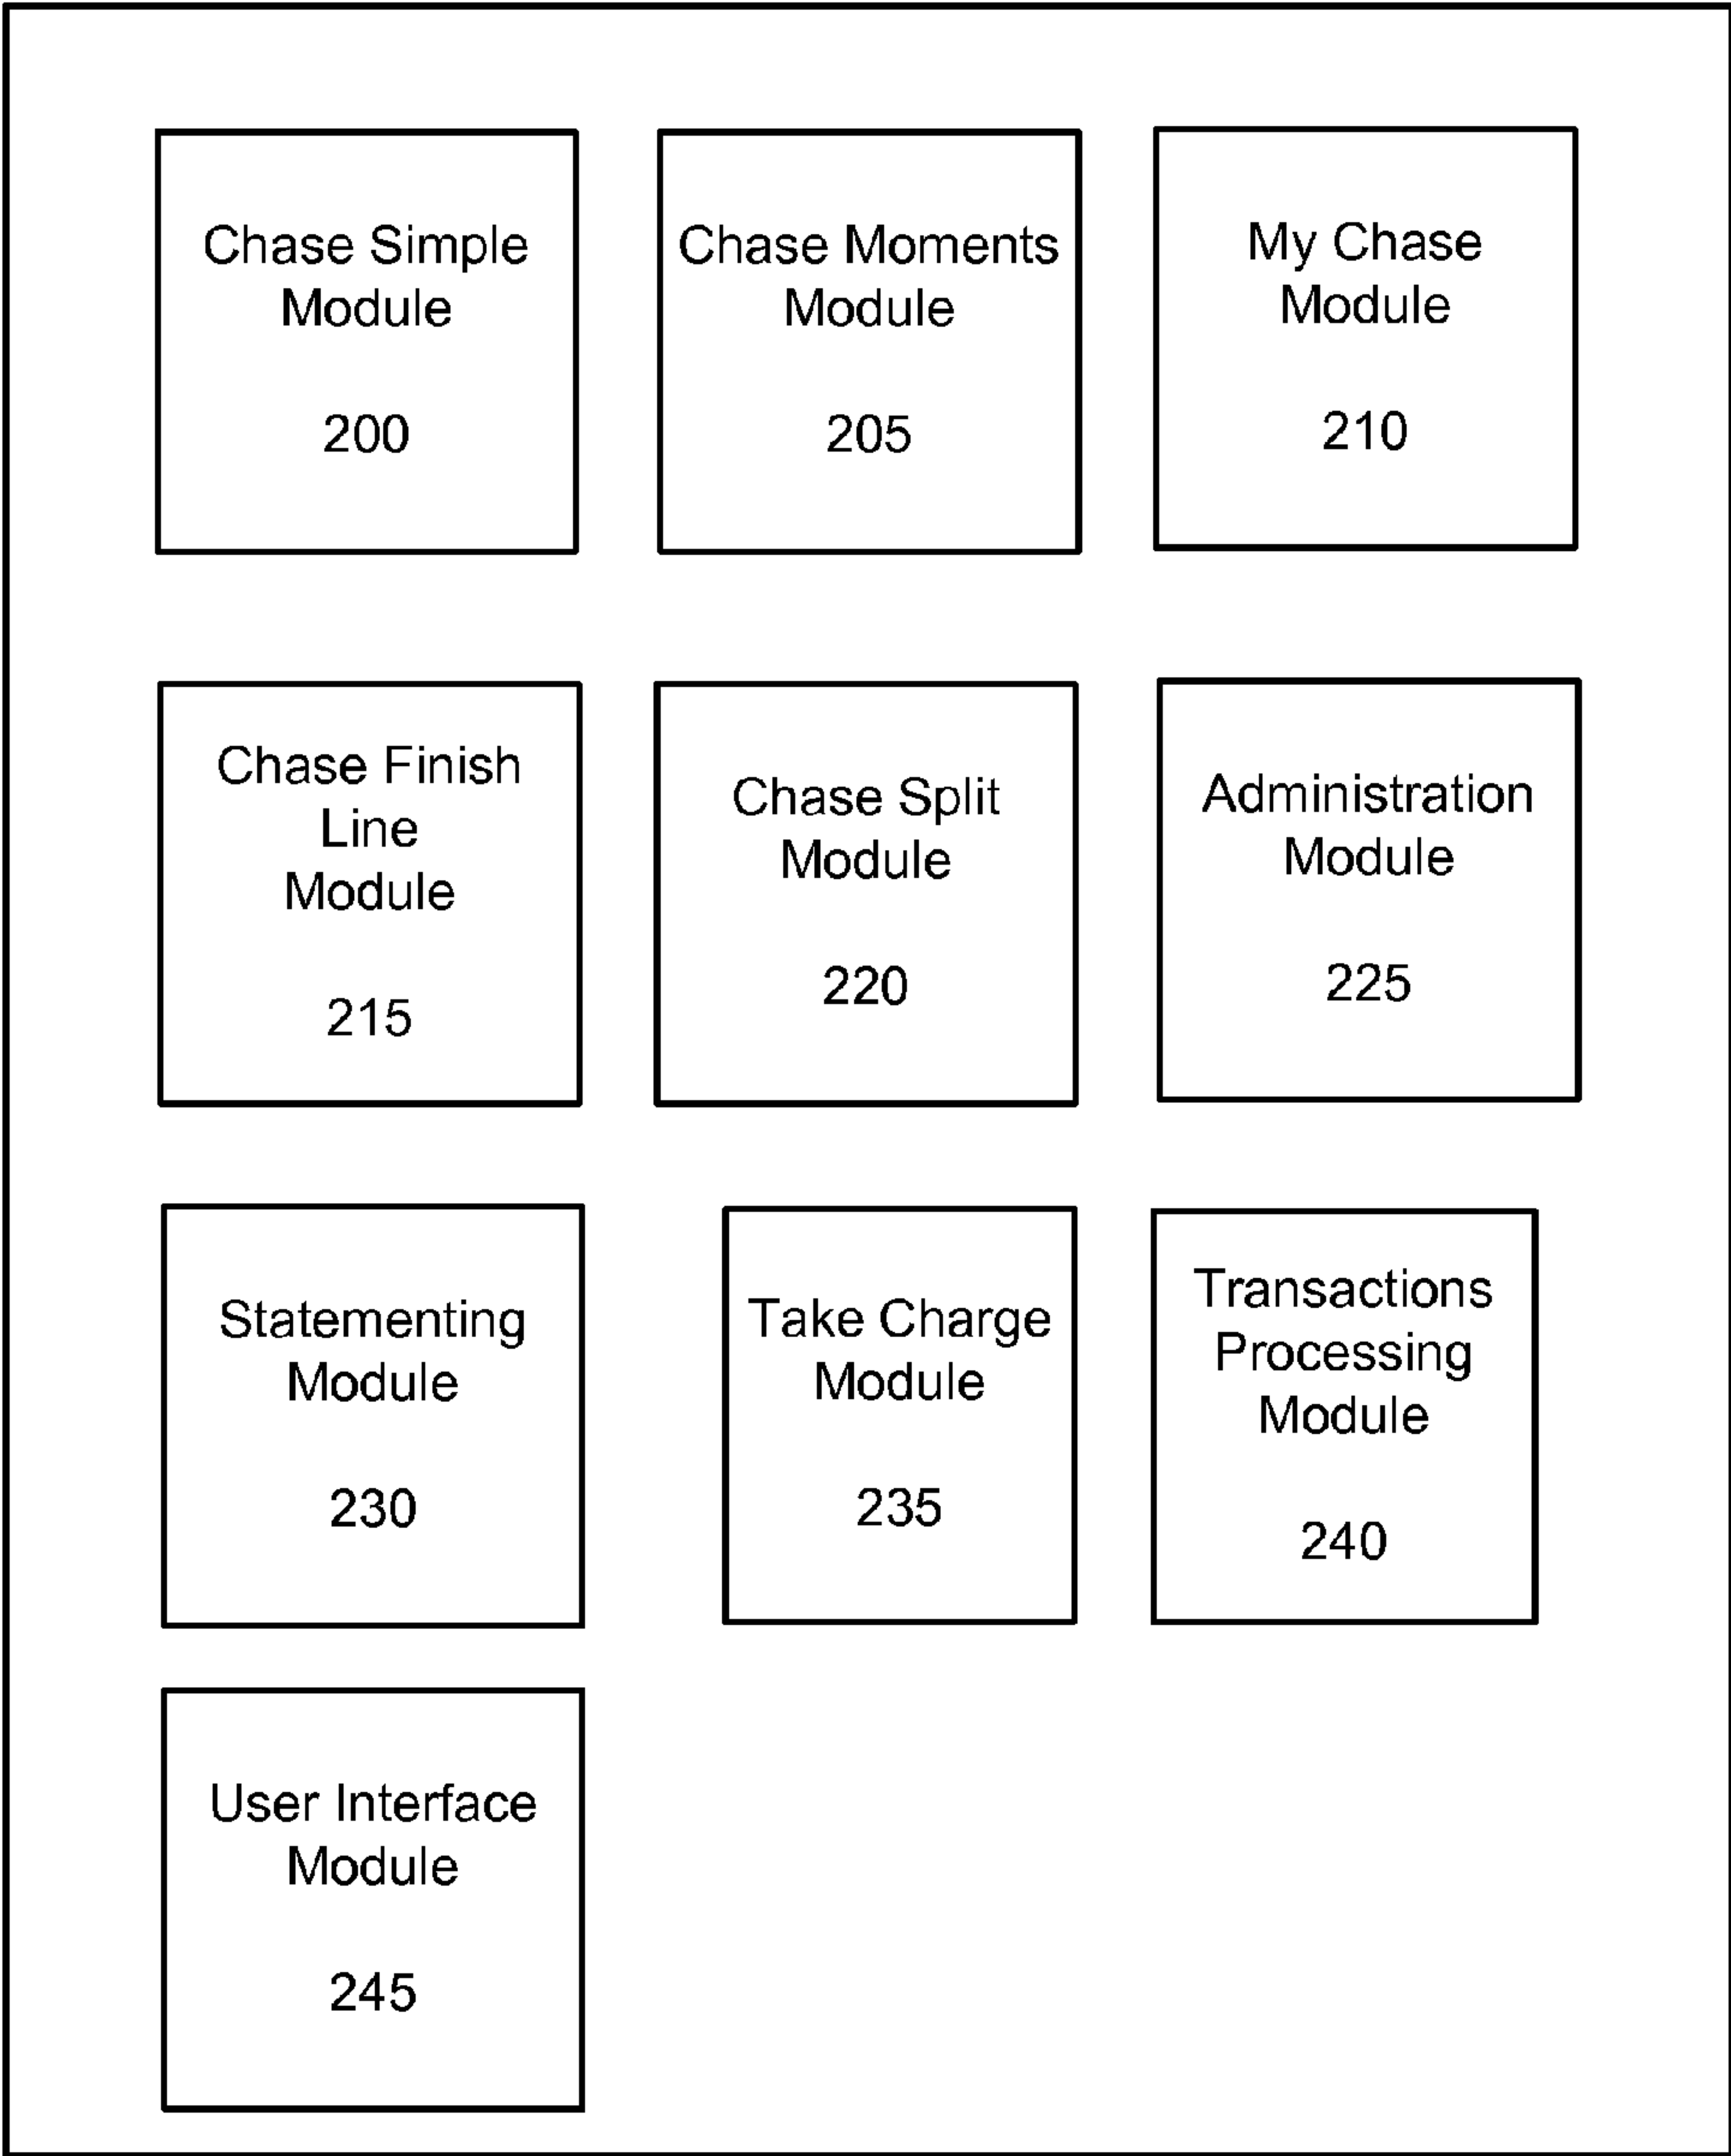 Chase Simple
Module
200
Chase Moments
Module
205
My Chase
Module
210
Chase Finish
Line
Module
215
Chase Split
Module
220
Administration
Module
225
Statementing
Module
230
Take Charge
Module
235
Transactions
Processing
Module
240
User Interface
Module
245